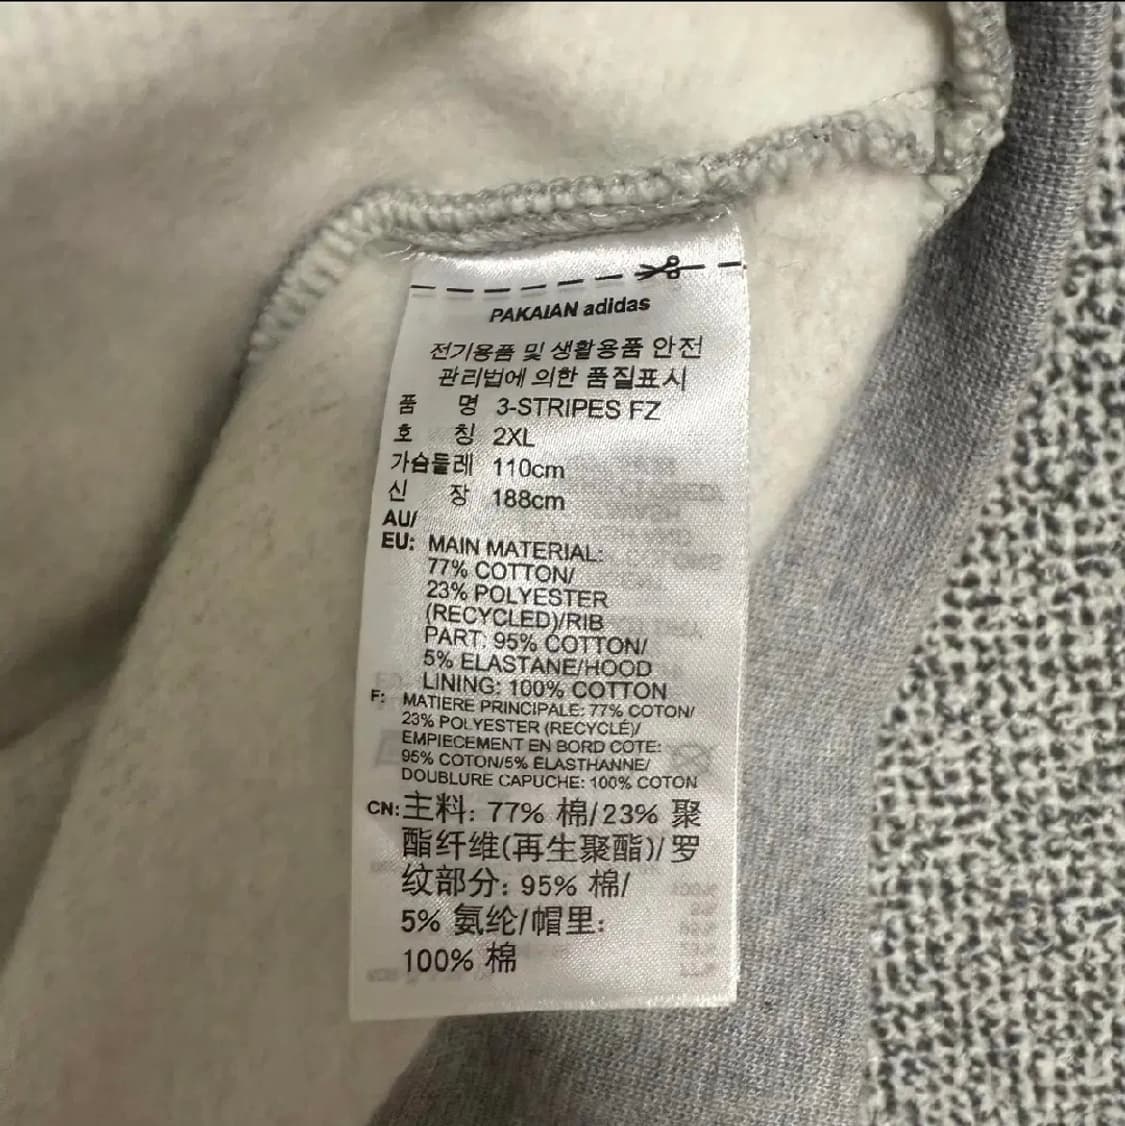 PAKAIAN adidas
전기용품 및 생활용품 안전
관리법에 의한 품질표시
품 명 3-STRIPES FZ
호 칭 2XL
가슴둘레 110cm
신 장 188cm
AU/
EU: MAIN MATERIAL:
77% COTTON/
23% POLYESTER
(RECYCLED)/RIB
PART: 95% COTTON/
5% ELASTANE/HOOD
LINING: 100% COTTON
F: MATIERE PRINCIPALE: 77% COTON/
23% POLYESTER (RECYCLÉ)/
EMPIECEMENT EN BORD COTE:
95% COTON/5% ÉLASTHANNE/
DOUBLURE CAPUCHE: 100% COTON
CN: 主料: 77% 棉/23% 聚
酯纤维(再生聚酯)/罗
纹部分: 95% 棉/
5% 氨纶/帽里:
100% 棉